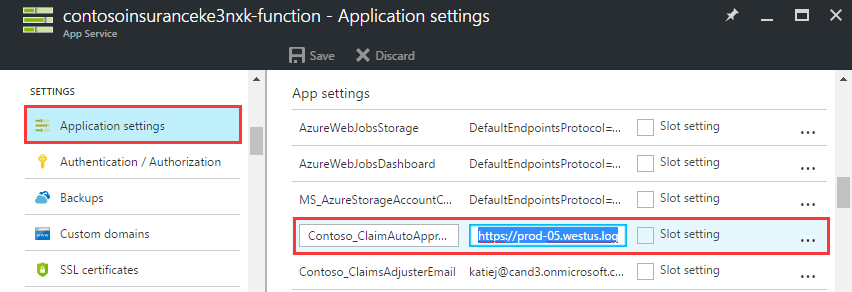 contosoinsuranceke3nxk-function - Application settings
App Service
Save Discard
SETTINGS
Application settings
Authentication / Authorization
Backups
Custom domains
SSL certificates
App settings
AzureWebJobsStorage DefaultEndpointsProtocol=... Slot setting ...
AzureWebJobsDashboard DefaultEndpointsProtocol=... Slot setting ...
MS_AzureStorageAccountC... DefaultEndpointsProtocol=... Slot setting ...
Contoso_ClaimAutoAppr... https://prod-05.westus.log Slot setting ...
Contoso_ClaimsAdjusterEmail katiej@cand3.onmicrosoft.c... Slot setting ...